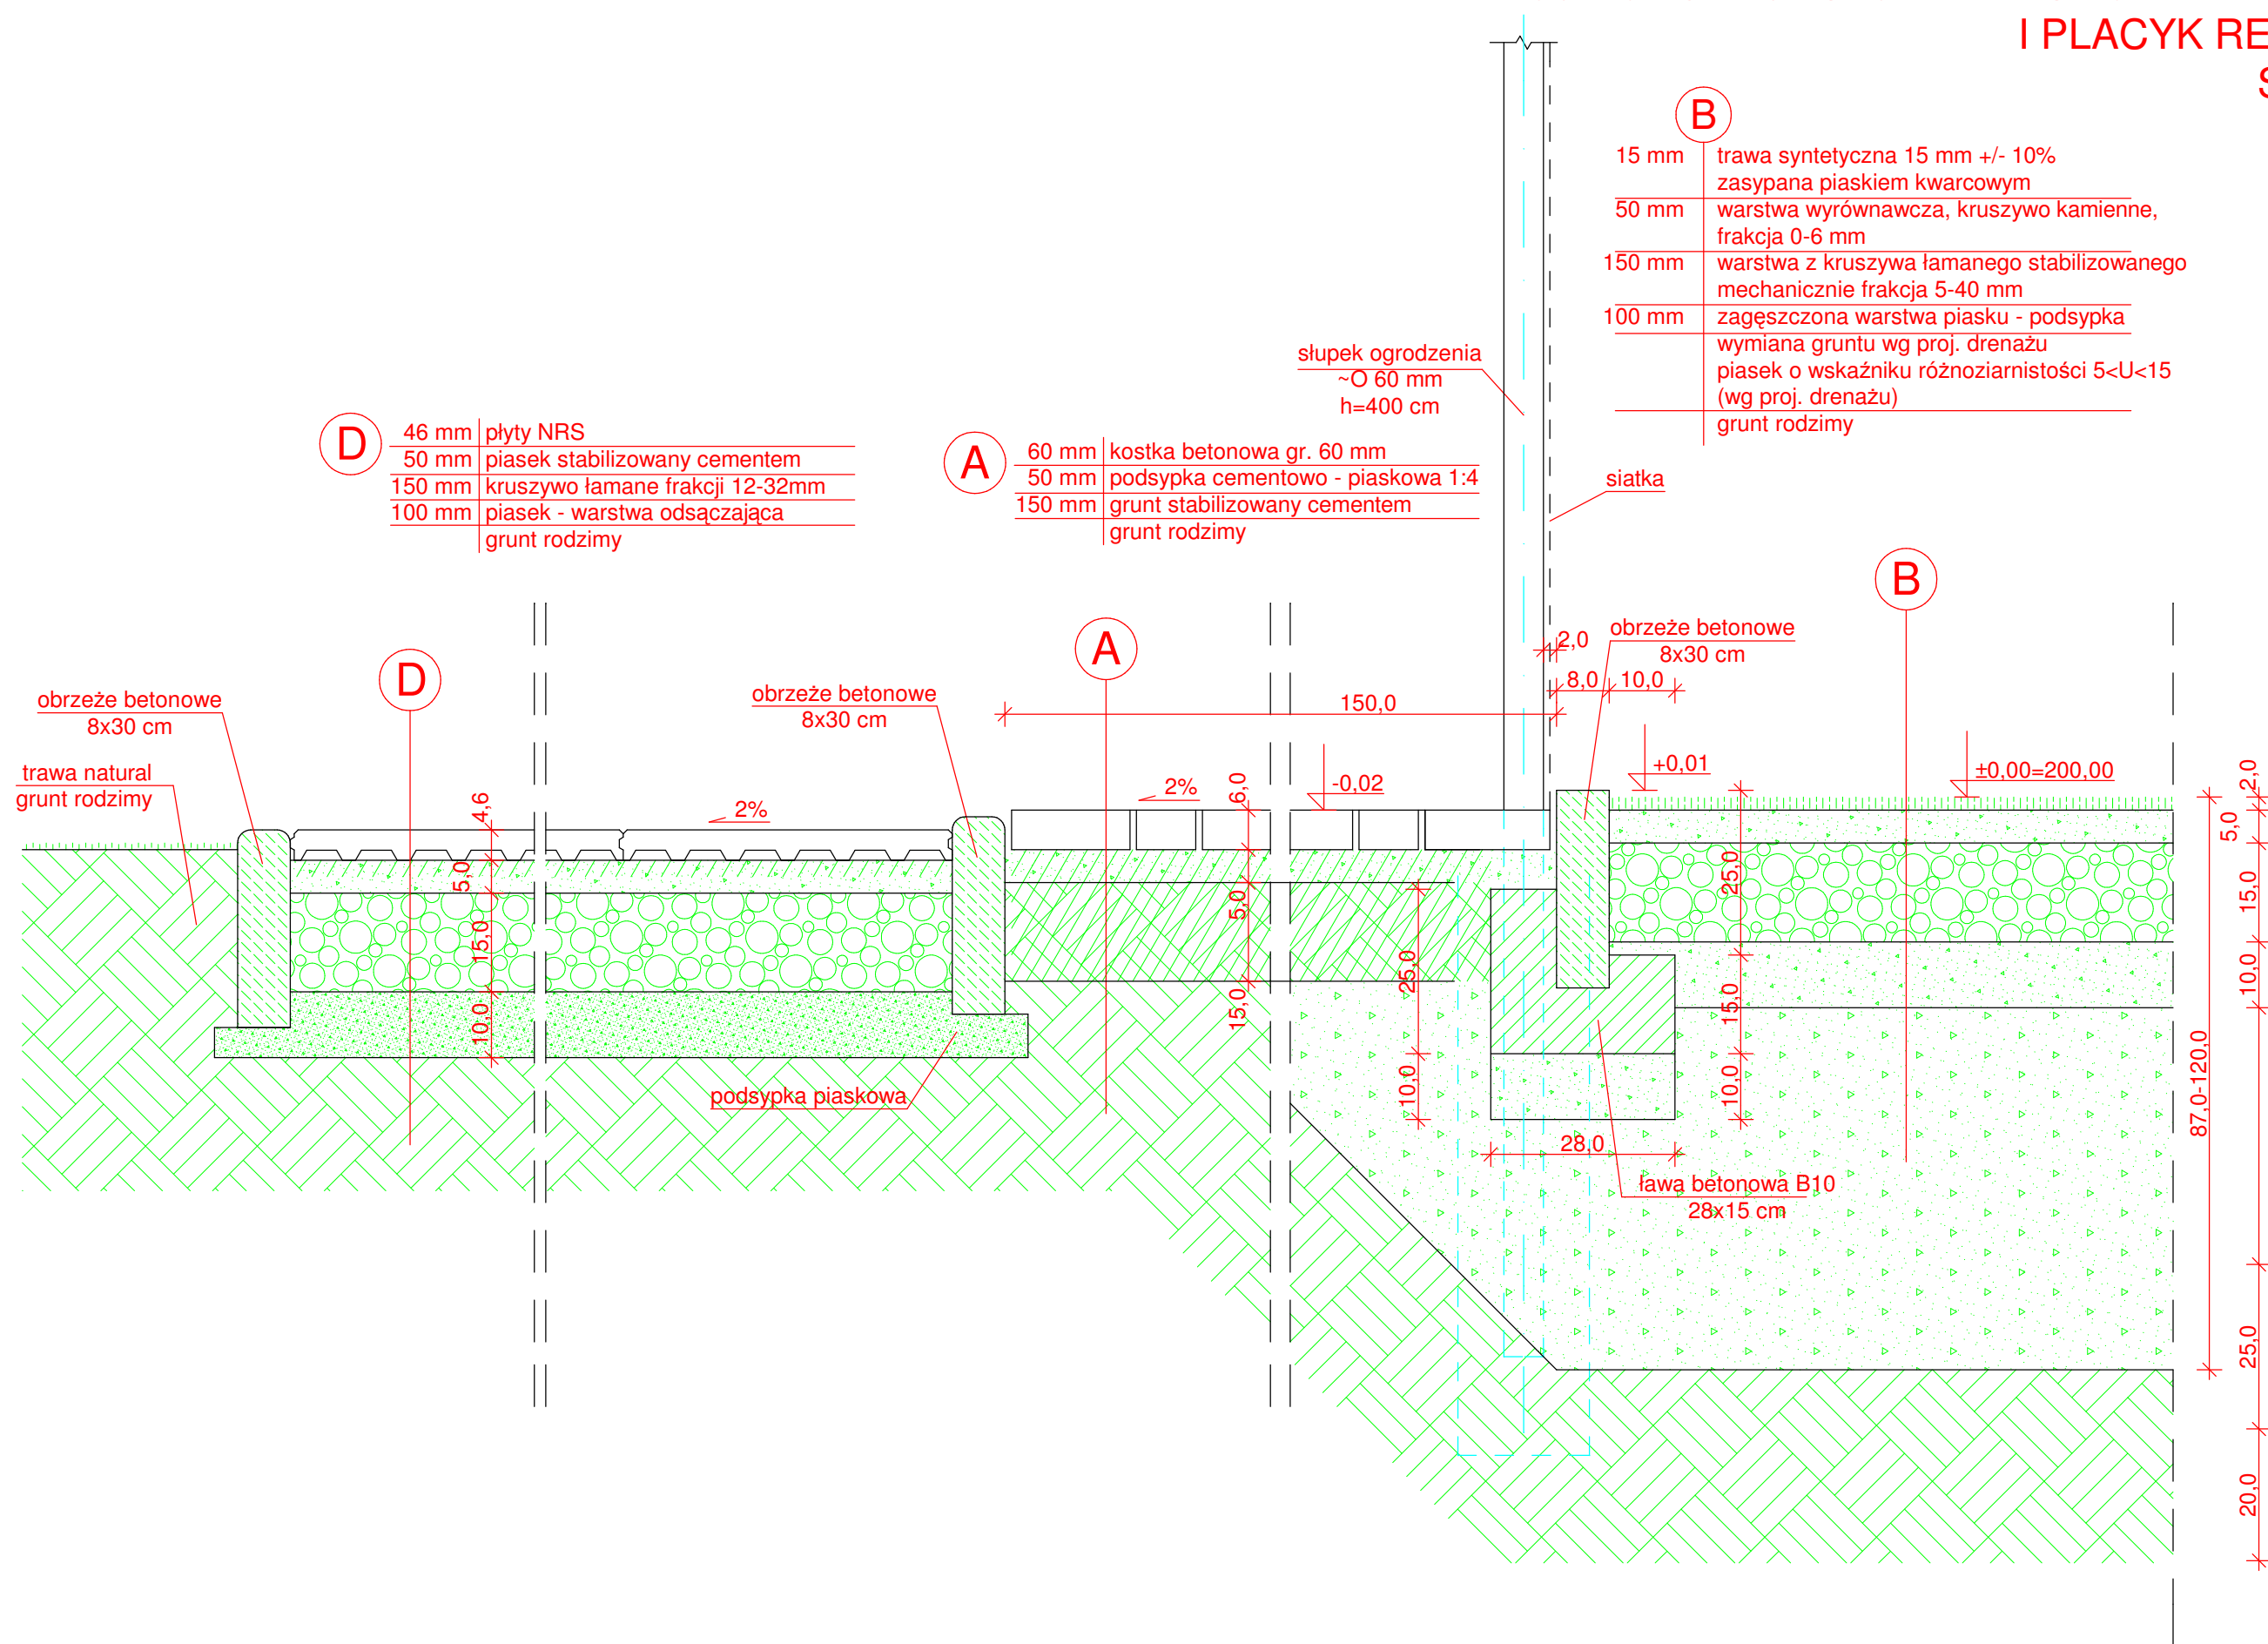 I PLACYK RE
B
15 mm trawa syntetyczna 15 mm +/- 10%
zasypana piaskiem kwarcowym
50 mm warstwa wyrównawcza, kruszywo kamienne,
frakcja 0-6 mm
150 mm warstwa z kruszywa łamanego stabilizowanego
mechanicznie frakcja 5-40 mm
100 mm zagęszczona warstwa piasku - podsypka
wymiana gruntu wg proj. drenażu
piasek o wskaźniku różnoziarnistości 5<U<15
(wg proj. drenażu)
grunt rodzimy
słupek ogrodzenia
~O 60 mm
h=400 cm
siatka
D
46 mm płyty NRS
50 mm piasek stabilizowany cementem
150 mm kruszywo łamane frakcji 12-32mm
100 mm piasek - warstwa odsączająca
grunt rodzimy
A
60 mm kostka betonowa gr. 60 mm
50 mm podsypka cementowo - piaskowa 1:4
150 mm grunt stabilizowany cementem
grunt rodzimy
B
A
D
obrzeże betonowe
8x30 cm
trawa natural
grunt rodzimy
obrzeże betonowe
8x30 cm
obrzeże betonowe
8x30 cm
2,0
8,0 10,0
150,0
+0,01
±0,00=200,00
-0,02
2%
2%
4,6
5,0
15,0
10,0
6,0
5,0
15,0
25,0
10,0
25,0
15,0
10,0
28,0
podsypka piaskowa
ława betonowa B10
28x15 cm
87,0-120,0
2,0
5,0
15,0
10,0
25,0
20,0